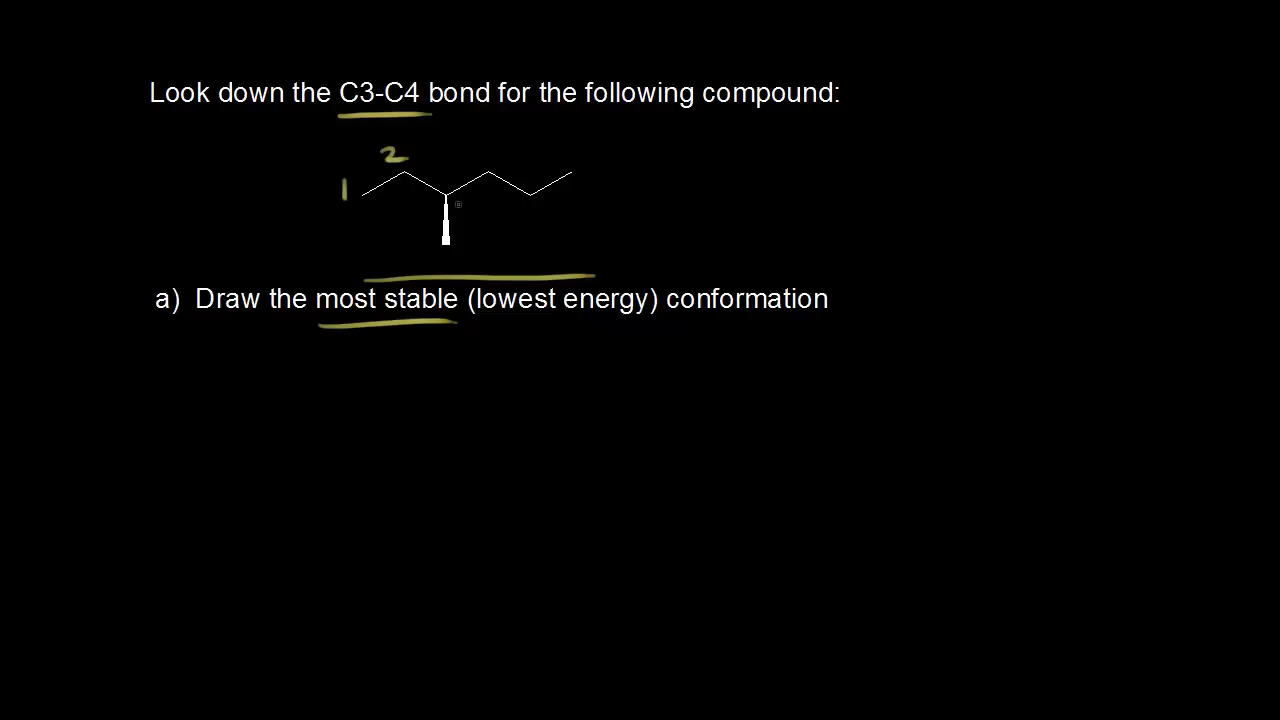 Look down the C3-C4 bond for the following compound:
2
1
a) Draw the most stable (lowest energy) conformation